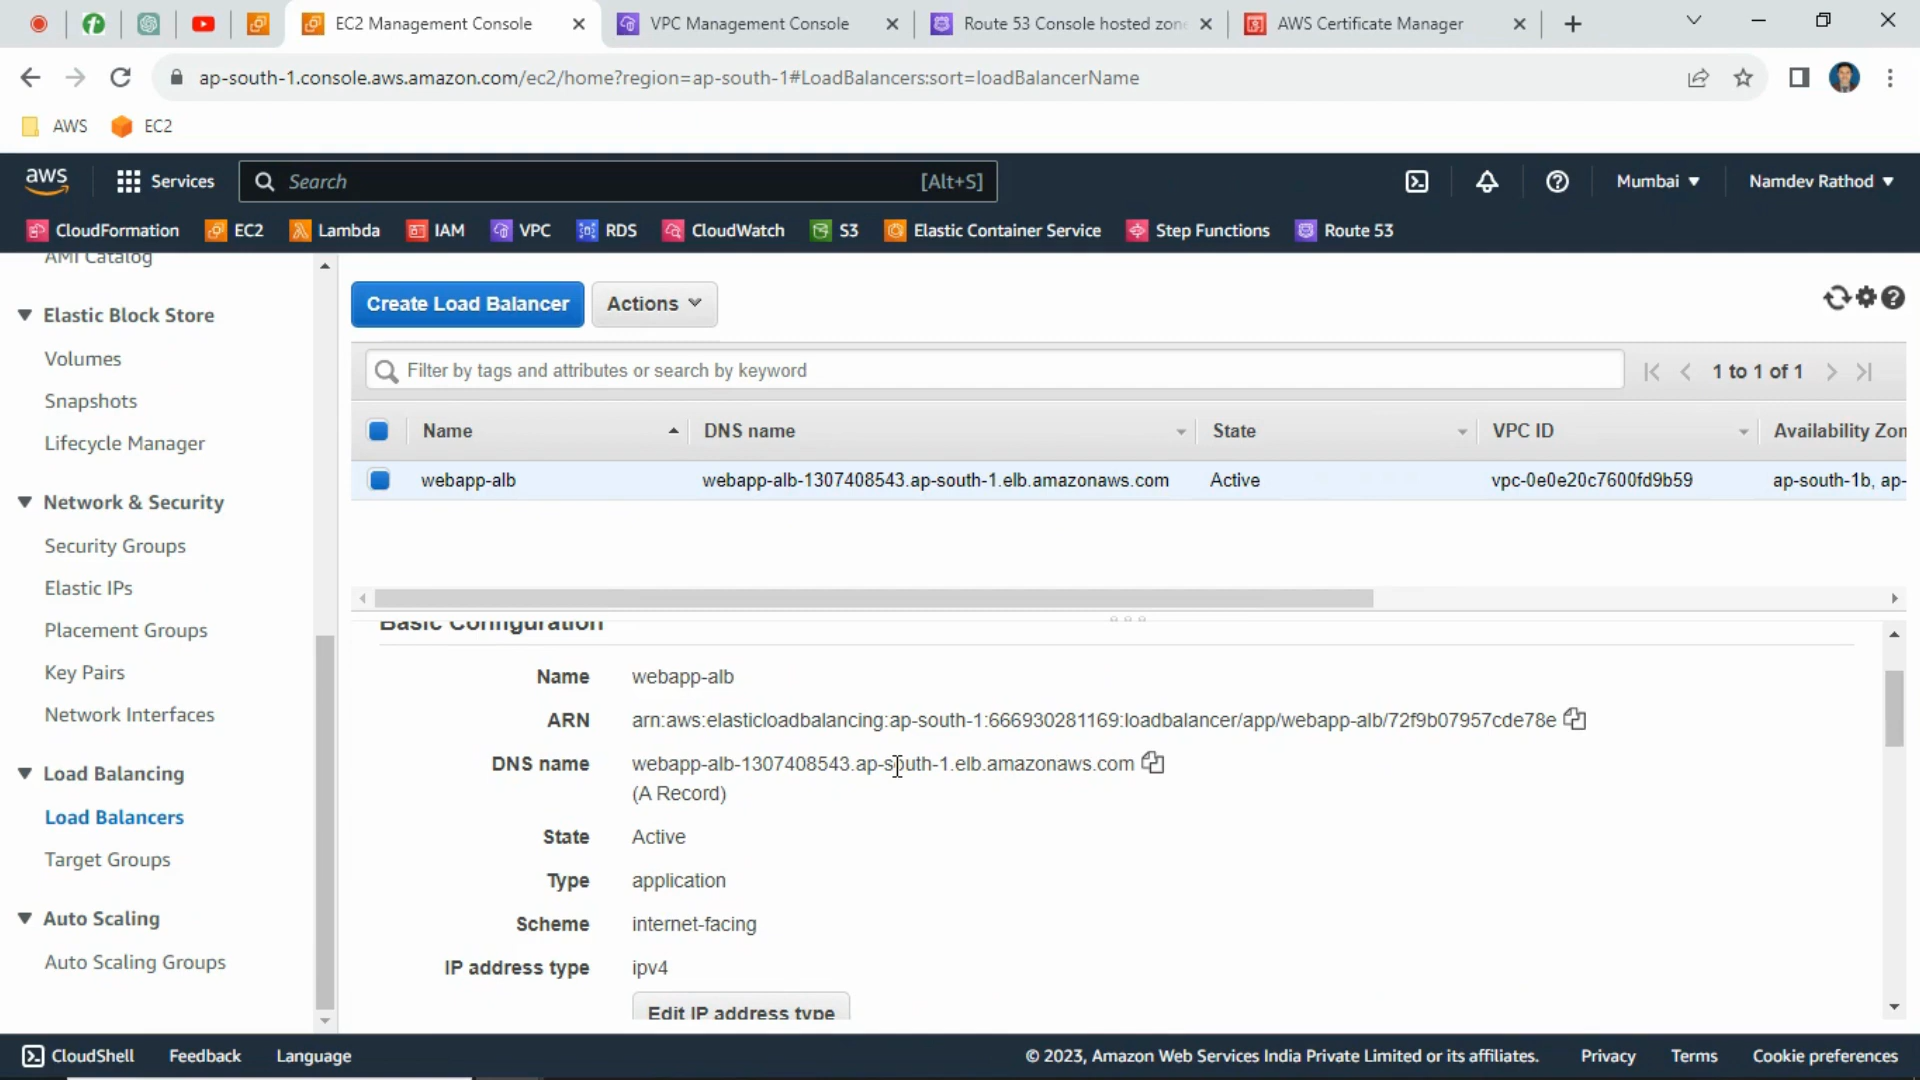 EC2 Management Console
VPC Management Console
Route 53 Console hosted zone
AWS Certificate Manager
ap-south-1.console.aws.amazon.com/ec2/home?region=ap-south-1#LoadBalancers:sort=loadBalancerName
AWS
EC2
aws
Services
Search
[Alt+S]
Mumbai
Namdev Rathod
CloudFormation
EC2
Lambda
IAM
VPC
RDS
CloudWatch
S3
Elastic Container Service
Step Functions
Route 53
AMI Catalog
Elastic Block Store
Volumes
Snapshots
Lifecycle Manager
Network & Security
Security Groups
Elastic IPs
Placement Groups
Key Pairs
Network Interfaces
Load Balancing
Load Balancers
Target Groups
Auto Scaling
Auto Scaling Groups
Create Load Balancer
Actions
Filter by tags and attributes or search by keyword
1 to 1 of 1
Name
DNS name
State
VPC ID
Availability Zon
webapp-alb
webapp-alb-1307408543.ap-south-1.elb.amazonaws.com
Active
vpc-0e0e20c7600fd9b59
ap-south-1b, ap-
Basic Configuration
Name
webapp-alb
ARN
arn:aws:elasticloadbalancing:ap-south-1:666930281169:loadbalancer/app/webapp-alb/72f9b07957cde78e
DNS name
webapp-alb-1307408543.ap-south-1.elb.amazonaws.com
(A Record)
State
Active
Type
application
Scheme
internet-facing
IP address type
ipv4
Edit IP address type
CloudShell
Feedback
Language
© 2023, Amazon Web Services India Private Limited or its affiliates.
Privacy
Terms
Cookie preferences